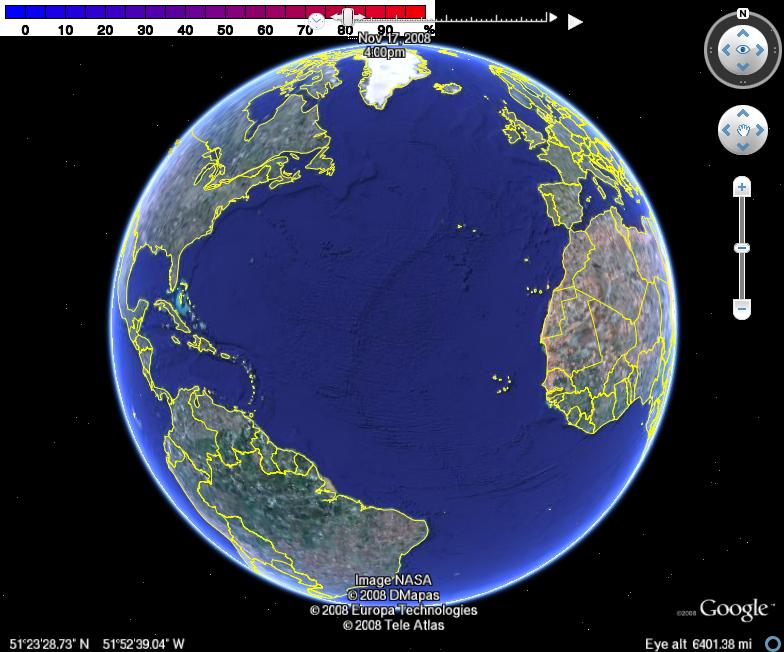 0 10 20 30 40 50 60 70 80 90 %
Nov 17, 2008
4:00pm
N
Image NASA
© 2008 DMapas
© 2008 Europa Technologies
© 2008 Tele Atlas
©2008 Google™
51°23'28.73" N 51°52'39.04" W
Eye alt 6401.38 mi